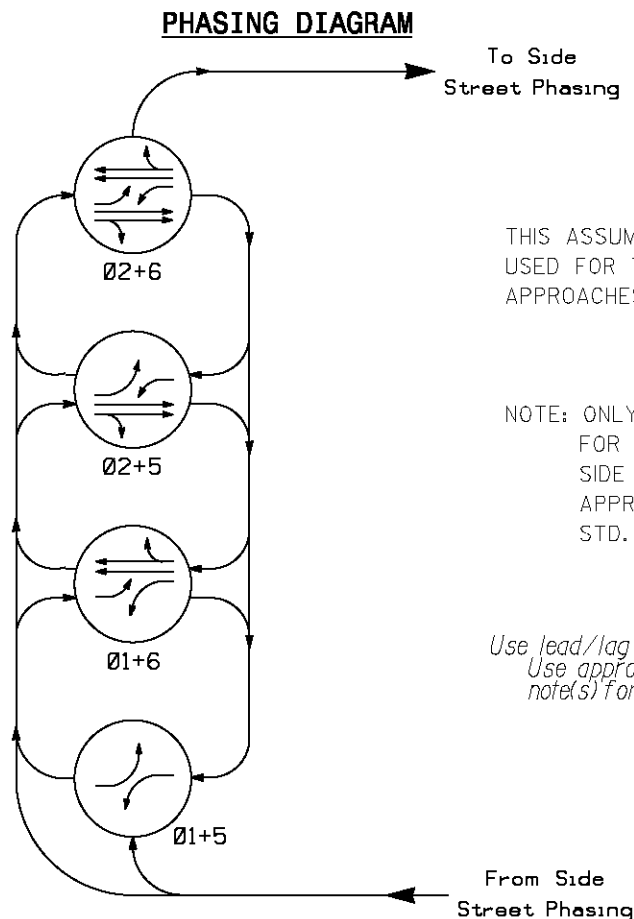 PHASING DIAGRAM
To Side
Street Phasing
Ø2+6
THIS ASSUM
USED FOR T
APPROACHES
Ø2+5
NOTE: ONLY
FOR
SIDE
APPR
STD.
Ø1+6
Use lead/lag
Use appro
note(s) for
Ø1+5
From Side
Street Phasing